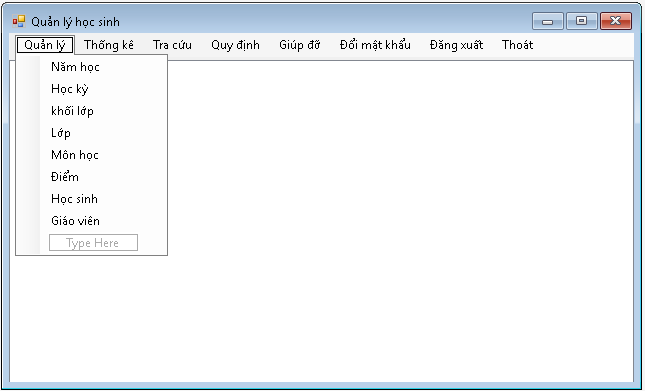 Quản lý học sinh
Quản lý Thống kê Tra cứu Quy định Giúp đỡ Đổi mật khẩu Đăng xuất Thoát
Năm học
Học kỳ
khối lớp
Lớp
Môn học
Điểm
Học sinh
Giáo viên
Type Here